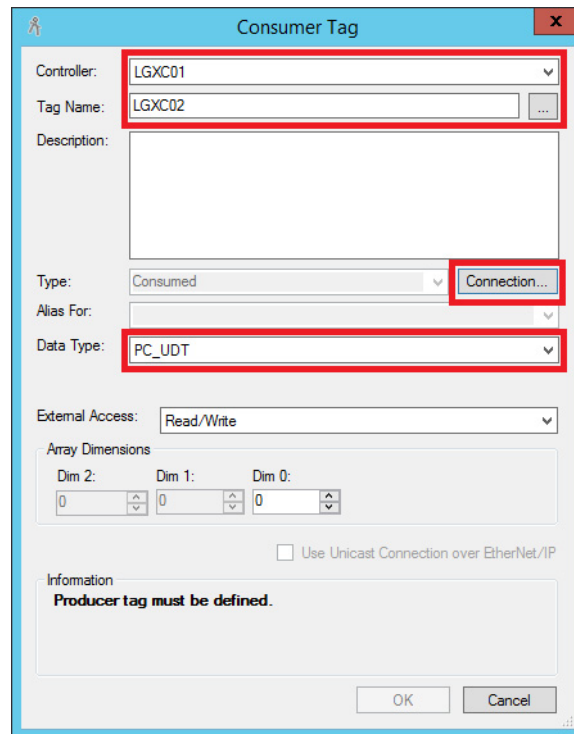 Consumer Tag
x
Controller: LGXC01
Tag Name: LGXC02 ...
Description:
Type: Consumed Connection...
Alias For:
Data Type: PC_UDT
External Access: Read/Write
Array Dimensions
Dim 2: Dim 1: Dim 0:
0 0 0
Use Unicast Connection over EtherNet/IP
Information
Producer tag must be defined.
OK Cancel